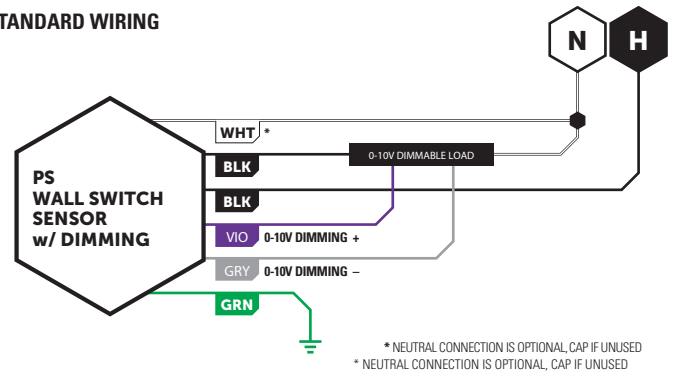 TANDARD WIRING
N H
WHT *
0-10V DIMMABLE LOAD
BLK
BLK
PS
WALL SWITCH
SENSOR
w/ DIMMING
VIO 0-10V DIMMING +
GRY 0-10V DIMMING –
GRN
* NEUTRAL CONNECTION IS OPTIONAL, CAP IF UNUSED
* NEUTRAL CONNECTION IS OPTIONAL, CAP IF UNUSED